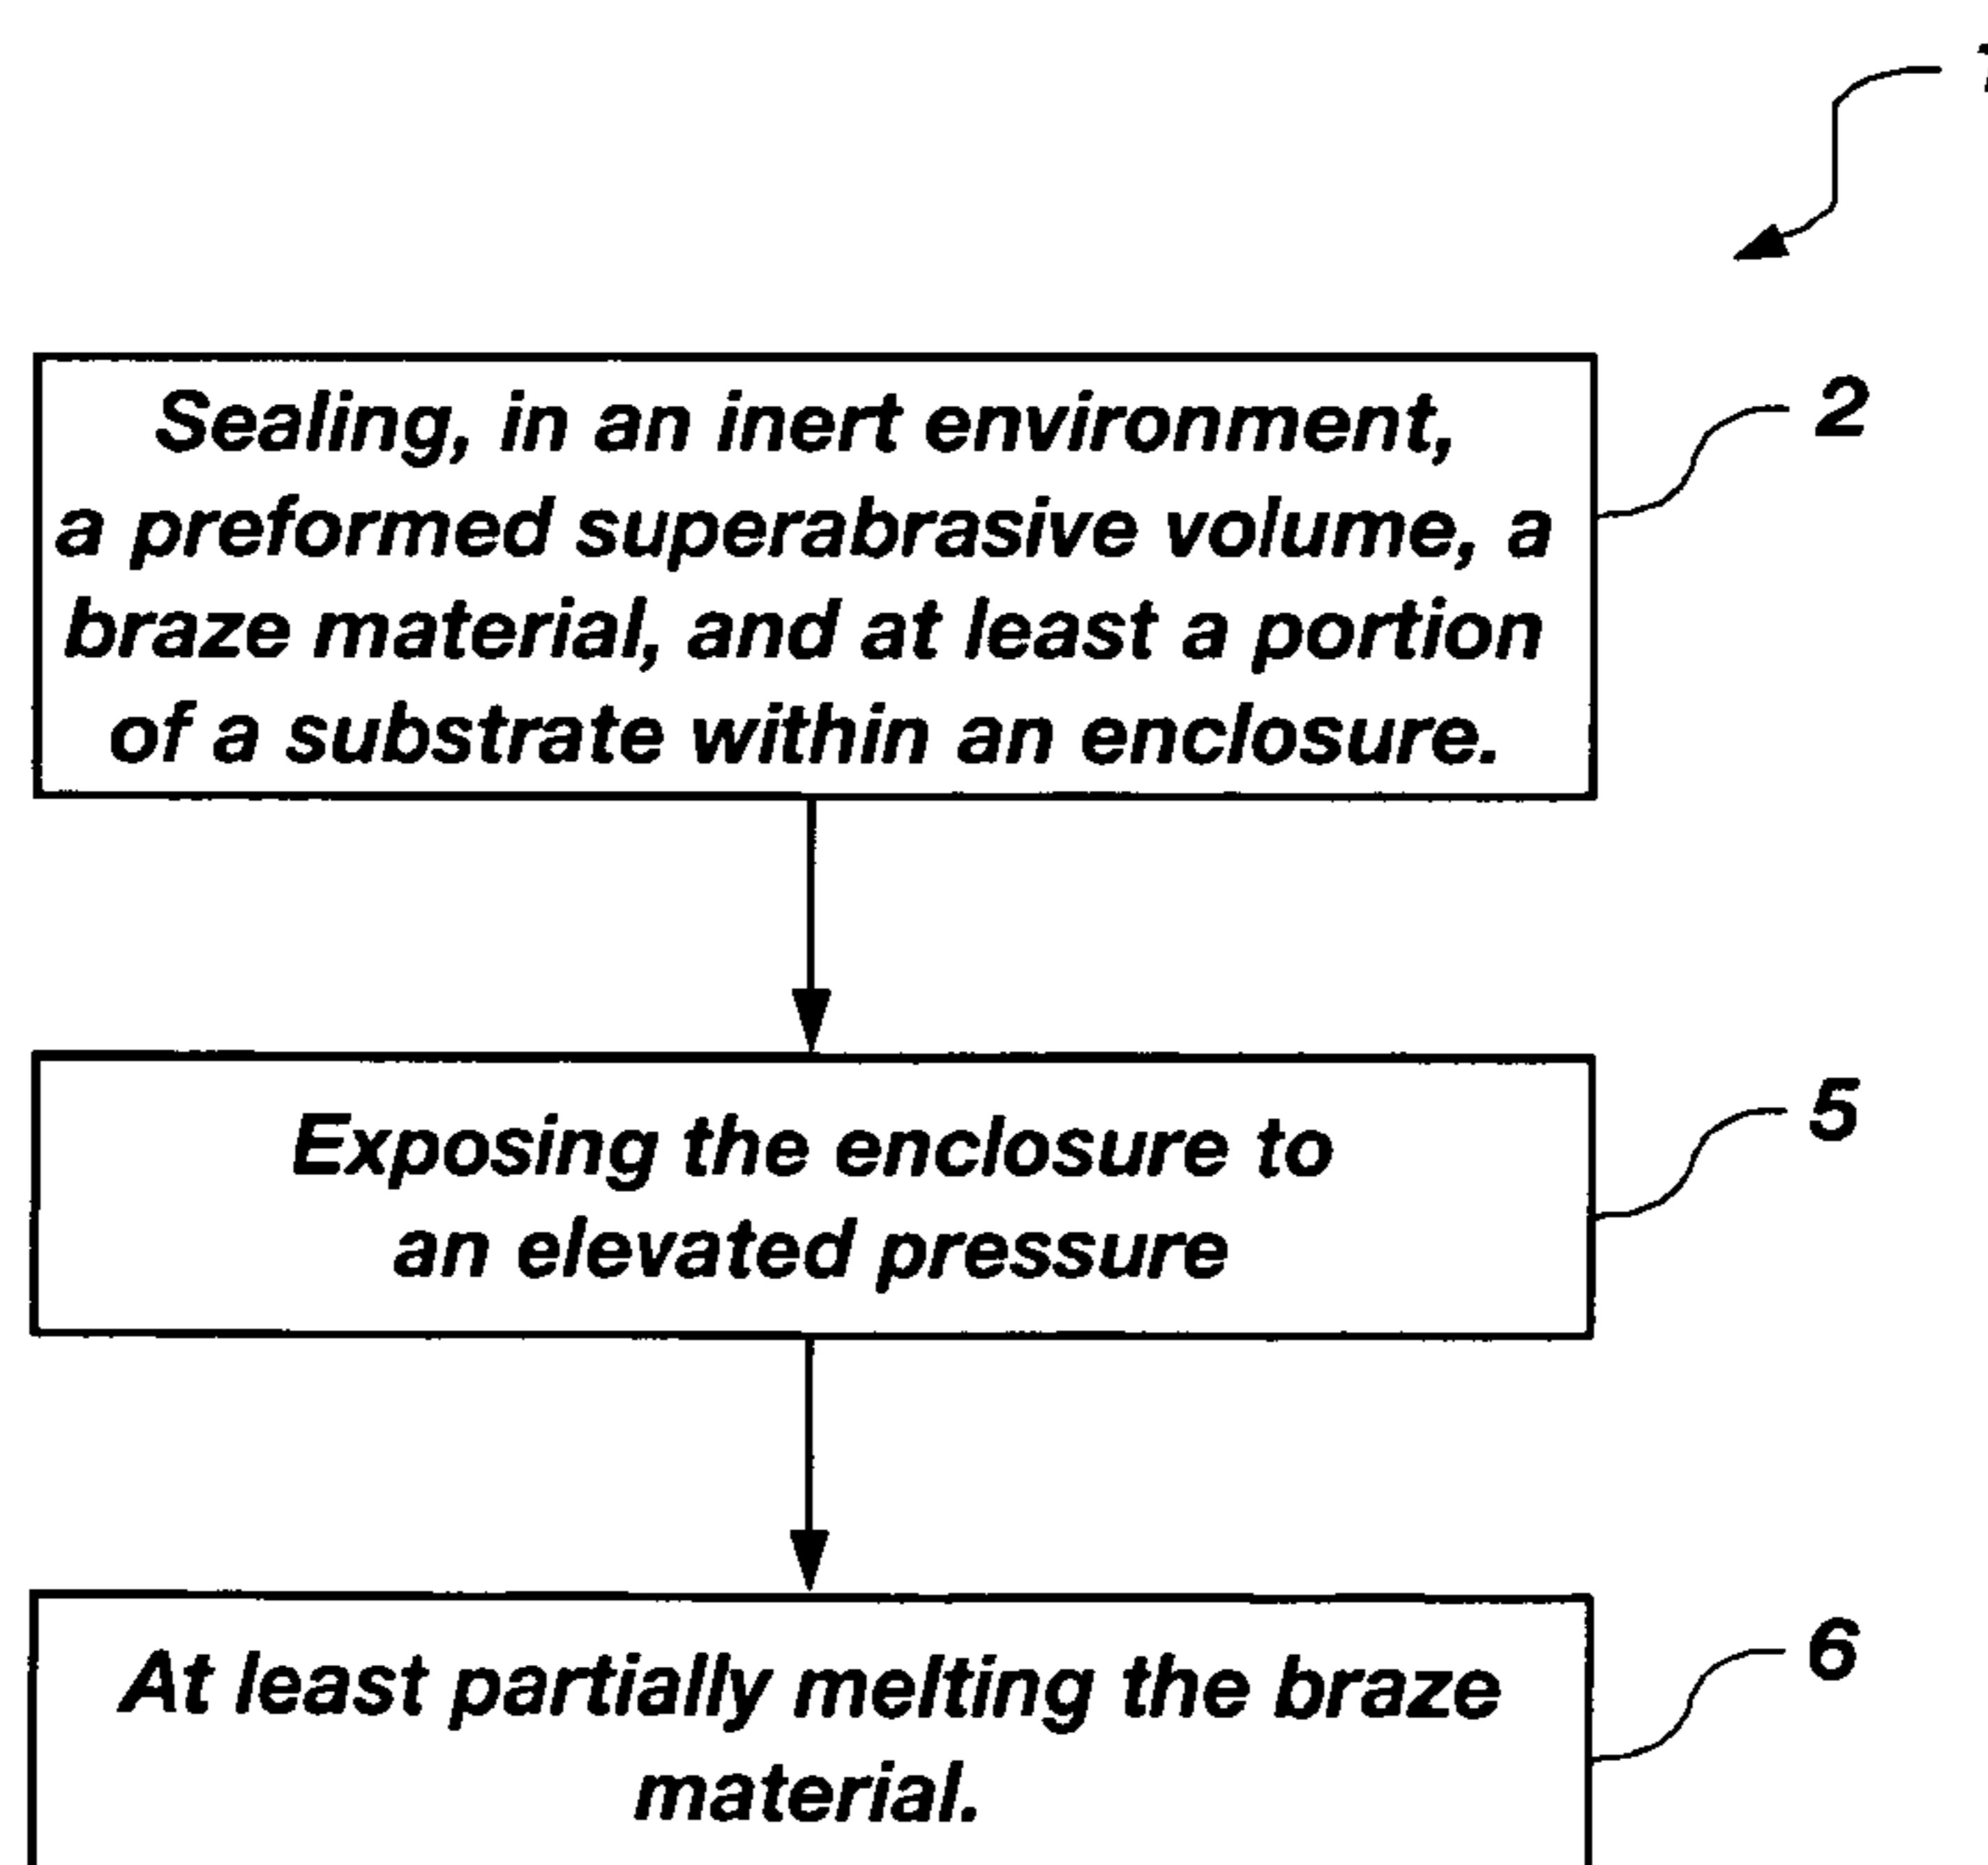 2
Sealing, in an inert environment,
a preformed superabrasive volume, a
braze material, and at least a portion
of a substrate within an enclosure.
5
Exposing the enclosure to
an elevated pressure
6
At least partially melting the braze
material.